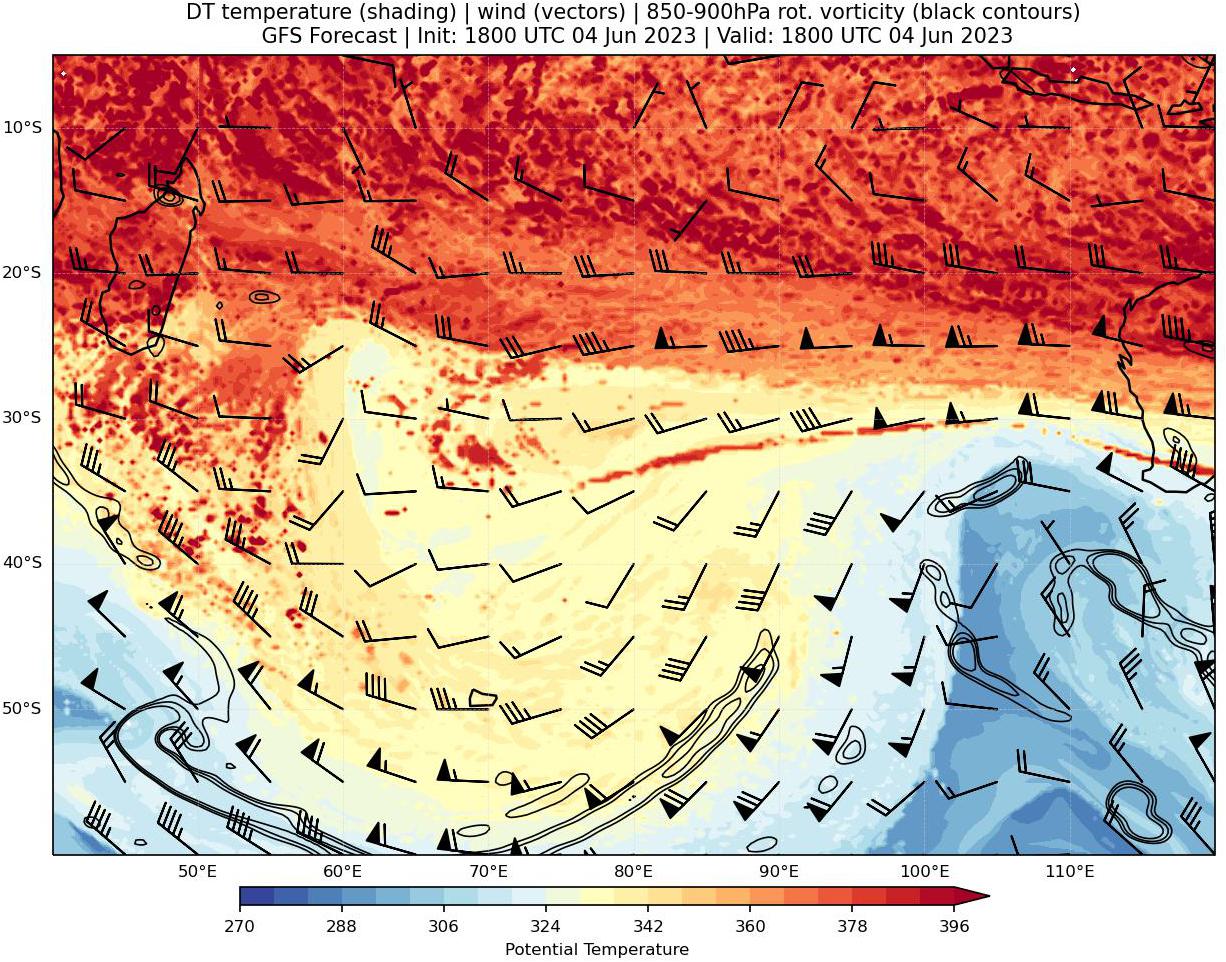 DT temperature (shading) | wind (vectors) | 850-900hPa rot. vorticity (black contours)
GFS Forecast | Init: 1800 UTC 04 Jun 2023 | Valid: 1800 UTC 04 Jun 2023
10°S
20°S
30°S
40°S
50°S
50°E 60°E 70°E 80°E 90°E 100°E 110°E
270 288 306 324 342 360 378 396
Potential Temperature